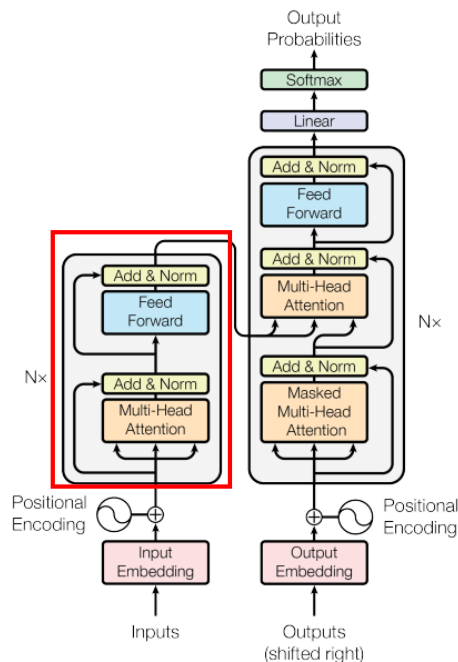 Output
Probabilities
Softmax
Linear
Add & Norm
Feed
Forward
Add & Norm
Multi-Head
Attention
Add & Norm
Masked
Multi-Head
Attention
N×
Add & Norm
Feed
Forward
Add & Norm
Multi-Head
Attention
N×
Positional
Encoding
Positional
Encoding
Input
Embedding
Output
Embedding
Inputs
Outputs
(shifted right)